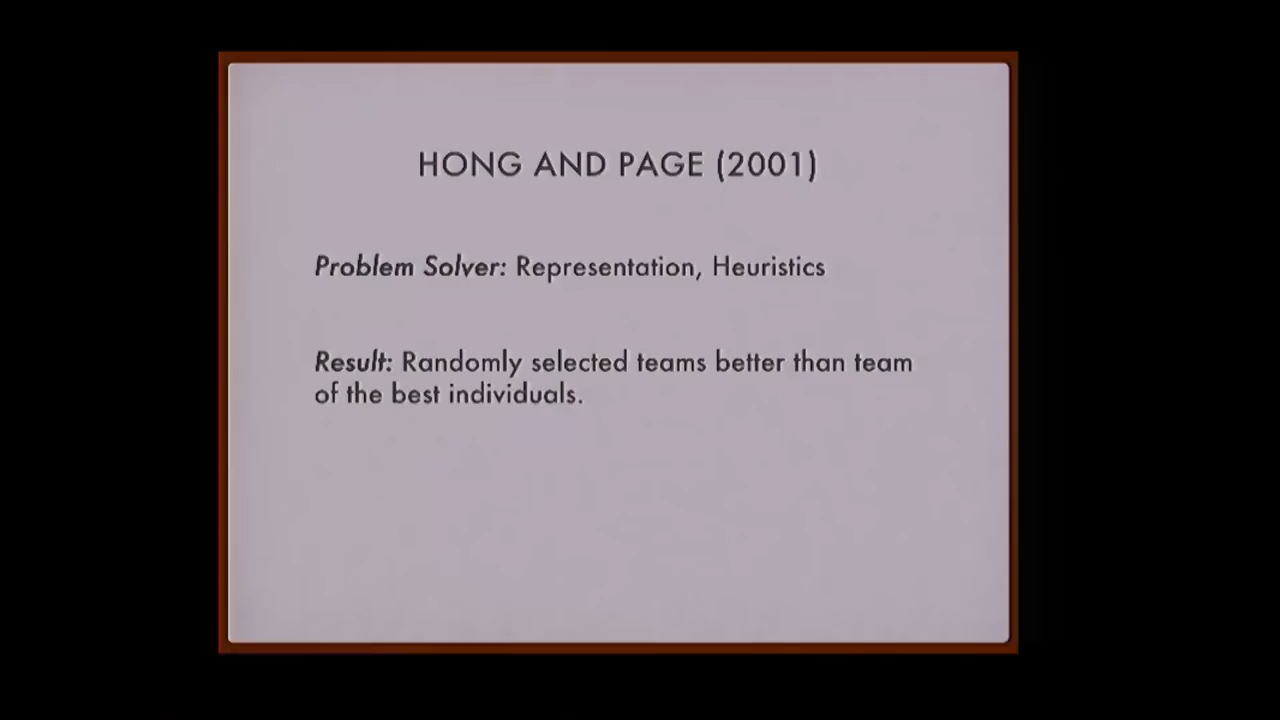 HONG AND PAGE (2001)
Problem Solver: Representation, Heuristics
Result: Randomly selected teams better than team
of the best individuals.